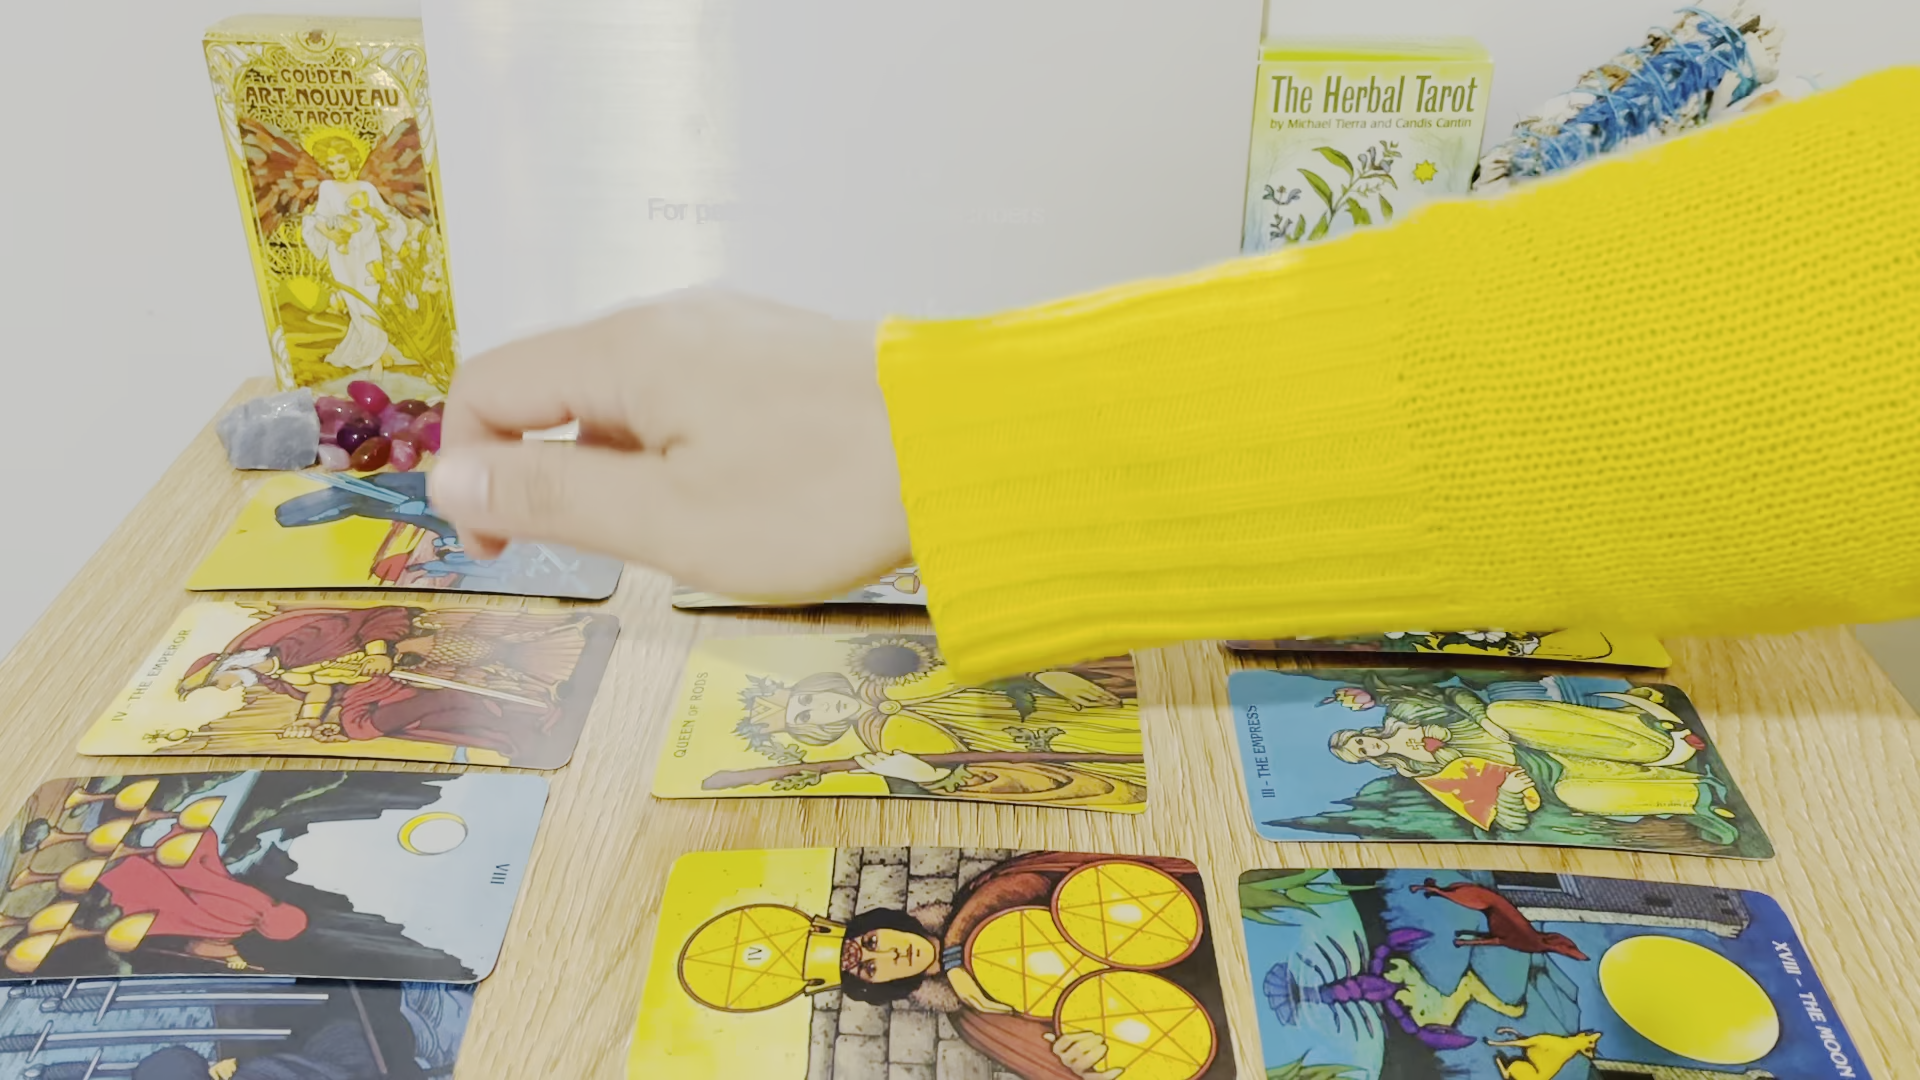 GOLDEN
ART NOUVEAU
TAROT
The Herbal Tarot
by Michael Tierra and Candis Cantin
For
IV - THE EMPEROR
QUEEN OF RODS
III - THE EMPRESS
VIII
IV
XVIII - THE MOON